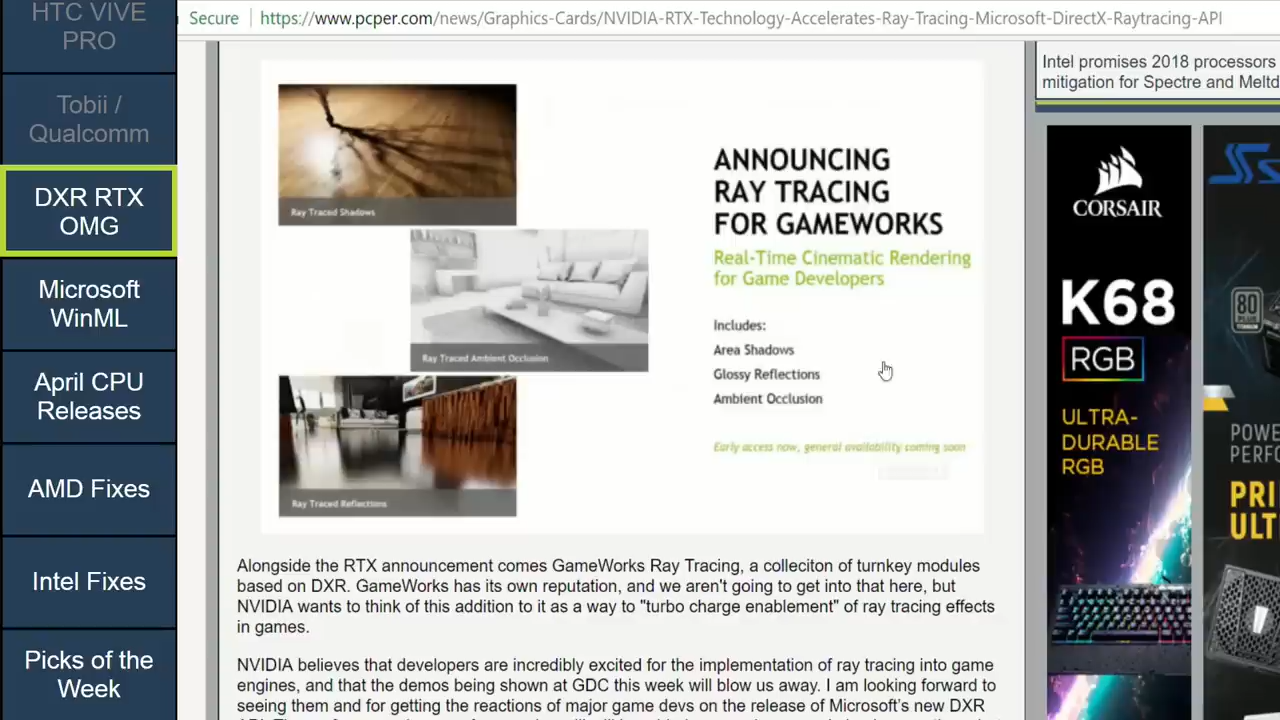 HTC VIVE
PRO
Tobii /
Qualcomm
DXR RTX
OMG
Microsoft
WinML
April CPU
Releases
AMD Fixes
Intel Fixes
Picks of the
Week
Secure
https://www.pcper.com/news/Graphics-Cards/NVIDIA-RTX-Technology-Accelerates-Ray-Tracing-Microsoft-DirectX-Raytracing-API
Ray Traced Shadows
Ray Traced Ambient Occlusion
Ray Traced Reflections
ANNOUNCING
RAY TRACING
FOR GAMEWORKS
Real-Time Cinematic Rendering
for Game Developers
Includes:
Area Shadows
Glossy Reflections
Ambient Occlusion
Early access now, general availability coming soon
Alongside the RTX announcement comes GameWorks Ray Tracing, a colleciton of turnkey modules
based on DXR. GameWorks has its own reputation, and we aren't going to get into that here, but
NVIDIA wants to think of this addition to it as a way to "turbo charge enablement" of ray tracing effects
in games.
NVIDIA believes that developers are incredibly excited for the implementation of ray tracing into game
engines, and that the demos being shown at GDC this week will blow us away. I am looking forward to
seeing them and for getting the reactions of major game devs on the release of Microsoft's new DXR
Intel promises 2018 processors
mitigation for Spectre and Meltd
CORSAIR
K68
RGB
ULTRA-
DURABLE
RGB
Ss
80
PLUS
POWE
PERFO
PRI
ULT